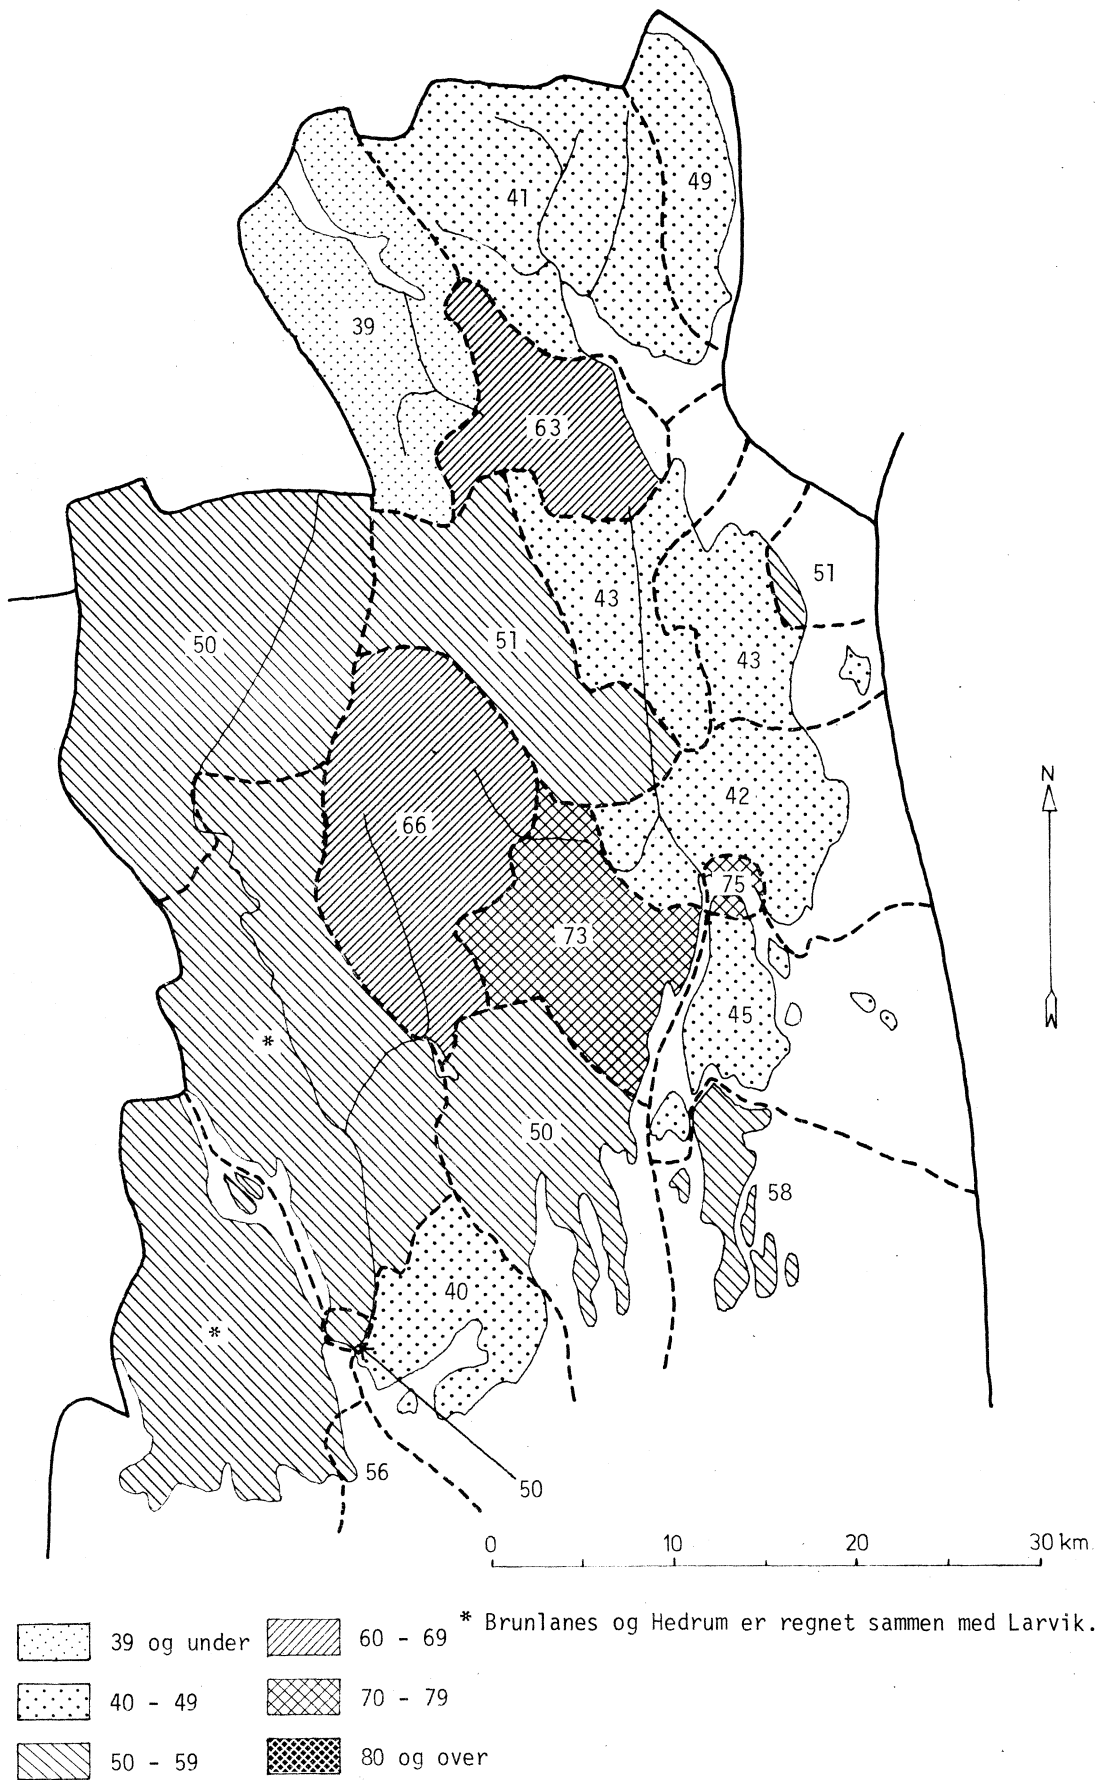 49
41
39
63
51
43
50
51
43
42
66
75
73
45
*
50
58
40
*
56
50
N
0 10 20 30 km.
* Brunlanes og Hedrum er regnet sammen med Larvik.
39 og under
60 - 69
40 - 49
70 - 79
50 - 59
80 og over